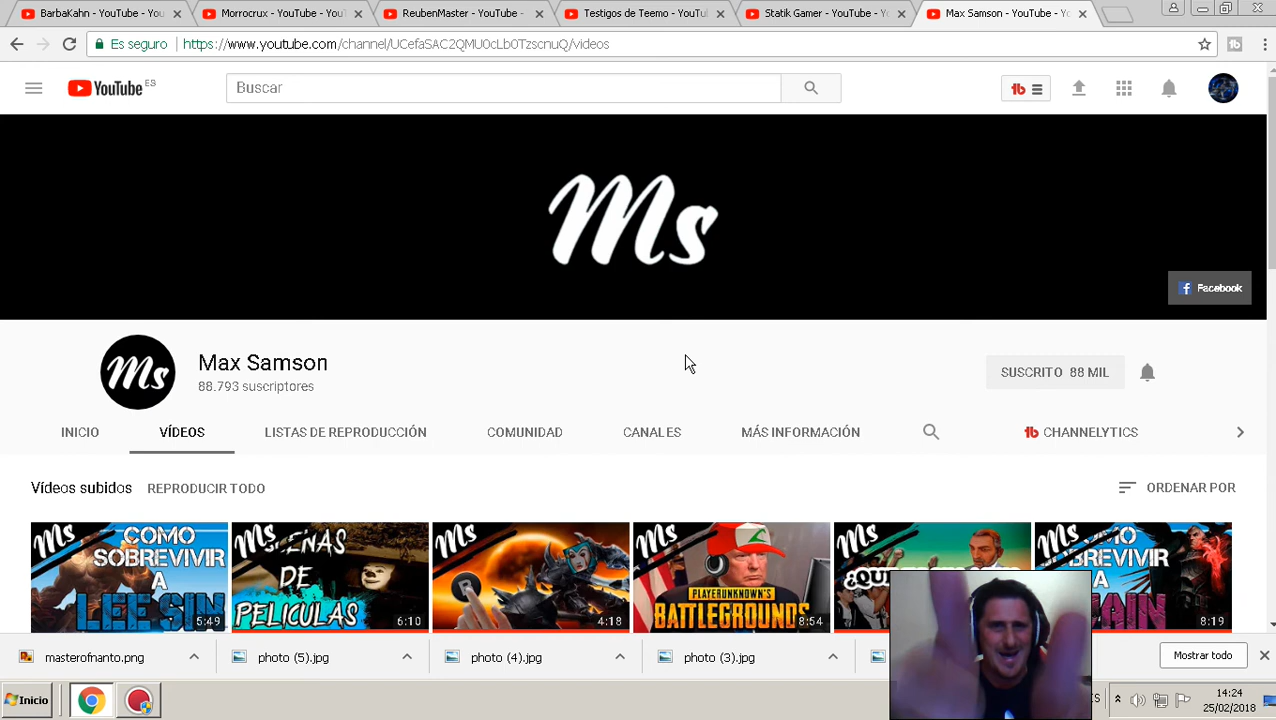 BarbaKahn - YouTube - You
Morrocrux - YouTube - You
ReubenMaster - YouTube -
Testigos de Teemo - YouTu
Statik Gamer - YouTube -
Max Samson - YouTube - Yo
Es seguro
https://www.youtube.com/channel/UCefaSAC2QMU0cLb0TzscnuQ/videos
YouTube ES
Buscar
Ms
Facebook
Ms
Max Samson
88.793 suscriptores
SUSCRITO 88 MIL
INICIO
VÍDEOS
LISTAS DE REPRODUCCIÓN
COMUNIDAD
CANALES
MÁS INFORMACIÓN
CHANNELYTICS
Vídeos subidos
REPRODUCIR TODO
ORDENAR POR
Ms
COMO
SOBREVIVIR
A
LEE SIN
5:49
Ms
DE
PELICULAS
6:10
Ms
4:18
Ms
PLAYERUNKNOWN'S
BATTLEGROUNDS
8:54
Ms
Ms
SOBREVIVIR
A
8:19
masterofnanto.png
photo (5).jpg
photo (4).jpg
photo (3).jpg
Mostrar todo
Inicio
14:24
25/02/2018